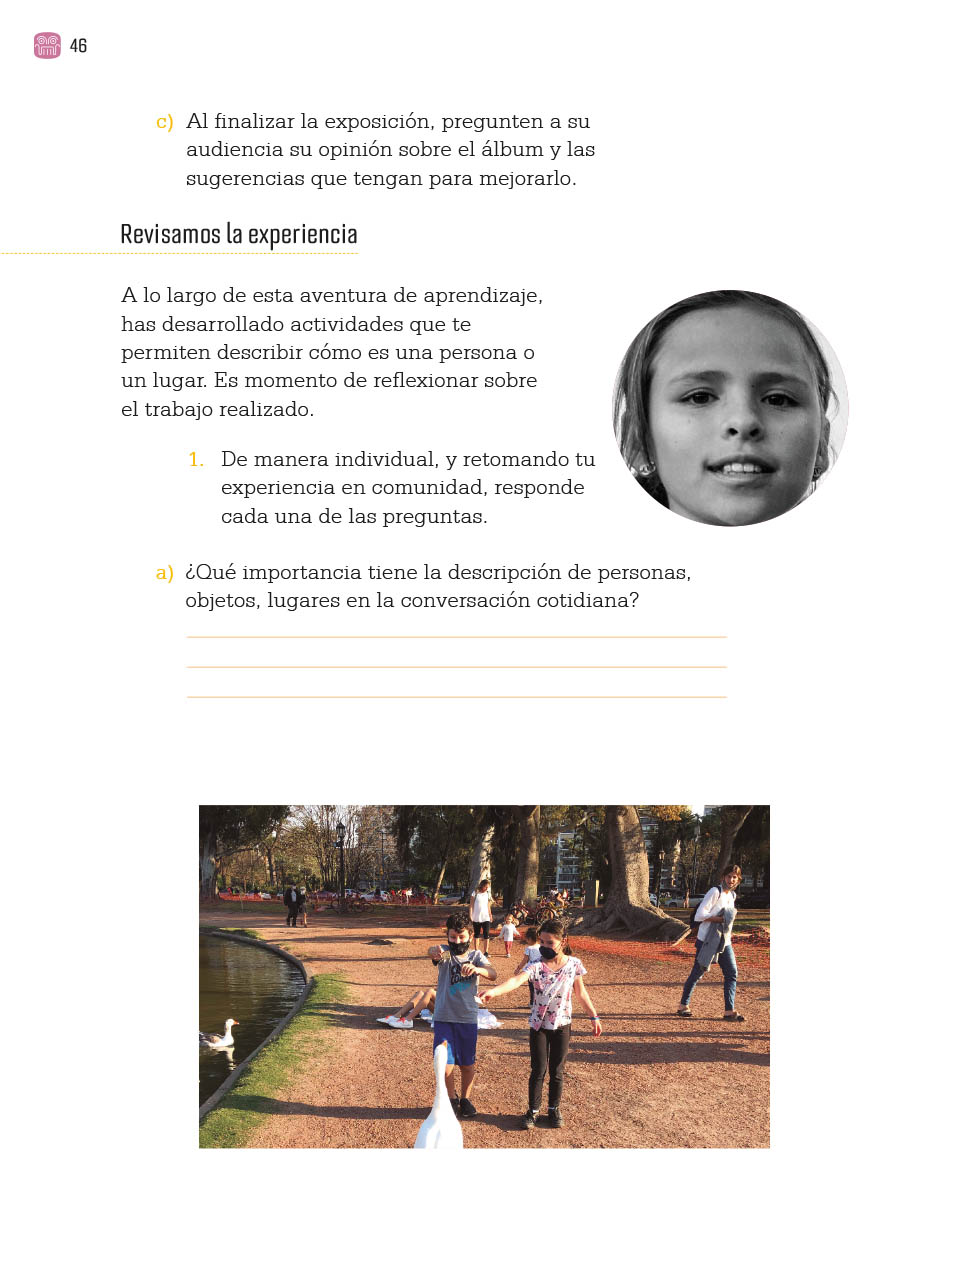 46
c) Al finalizar la exposición, pregunten a su
audiencia su opinión sobre el álbum y las
sugerencias que tengan para mejorarlo.
Revisamos la experiencia
A lo largo de esta aventura de aprendizaje,
has desarrollado actividades que te
permiten describir cómo es una persona o
un lugar. Es momento de reflexionar sobre
el trabajo realizado.
1. De manera individual, y retomando tu
experiencia en comunidad, responde
cada una de las preguntas.
a) ¿Qué importancia tiene la descripción de personas,
objetos, lugares en la conversación cotidiana?